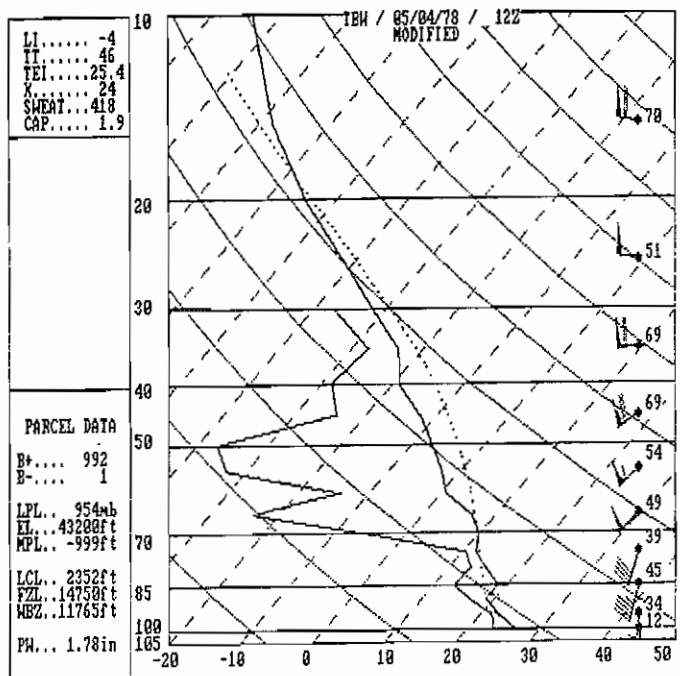 TBW / 05/04/78 / 12Z
MODIFIED
LI...... -4
TT...... 46
TEI.....25.4
K....... 24
SWEAT...418
CAP..... 1.9
PARCEL DATA
B+.... 992
B-.... 1
LPL.. 954mb
EL..43200ft
MPL.. -999ft
LCL.. 2352ft
FZL..14750ft
WBZ..11765ft
PW... 1.78in
10
20
30
40
50
70
85
100
105
-20
-10
0
10
20
30
40
50
70
51
69
69
54
49
39
45
34
12